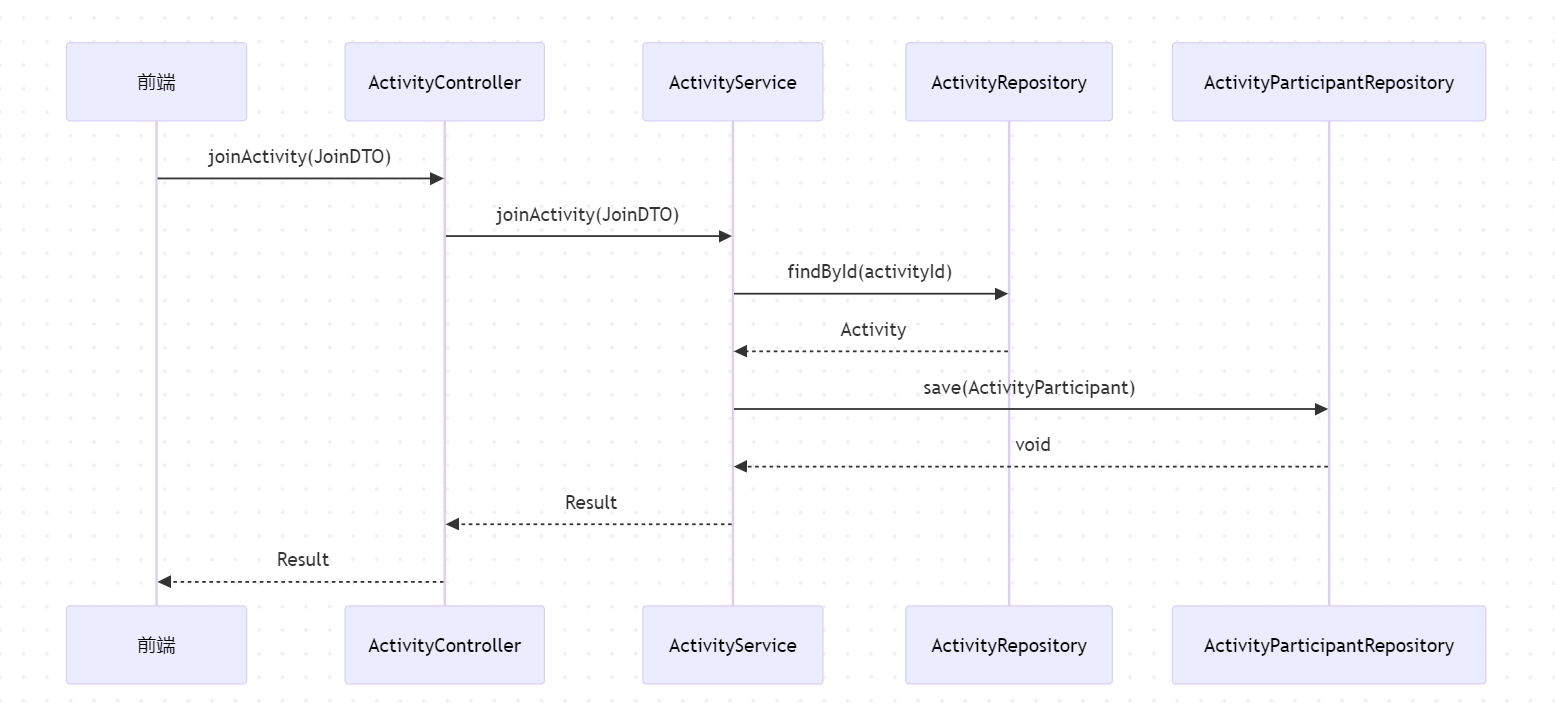 前端
ActivityController
ActivityService
ActivityRepository
ActivityParticipantRepository
joinActivity(JoinDTO)
joinActivity(JoinDTO)
findById(activityId)
Activity
save(ActivityParticipant)
void
Result
Result
前端
ActivityController
ActivityService
ActivityRepository
ActivityParticipantRepository